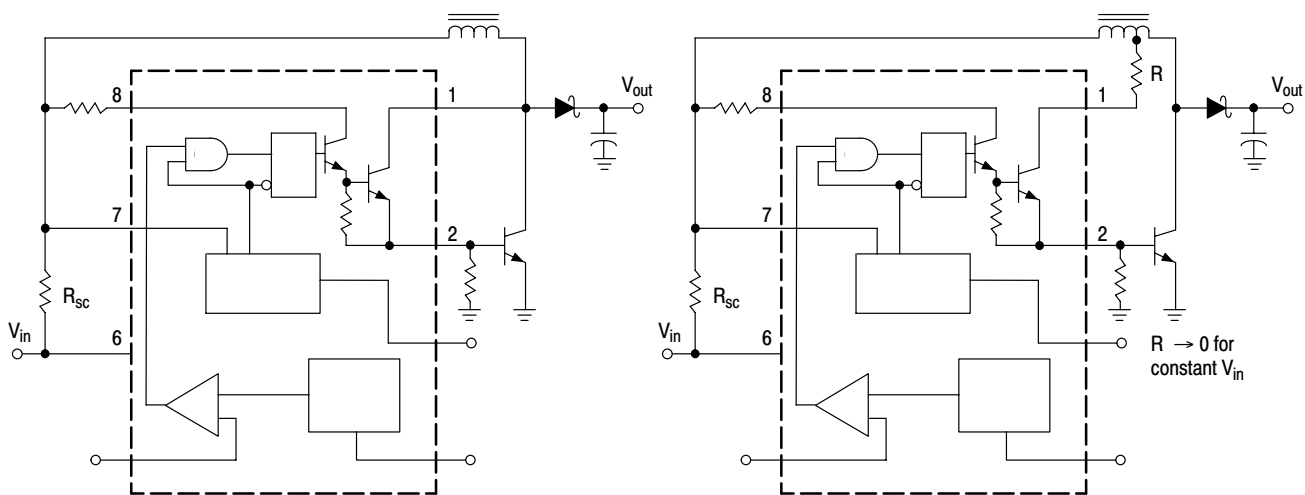 8
1
V_out
7
2
R_sc
V_in
6
R
8
1
V_out
7
2
R_sc
V_in
6
R → 0 for
constant V_in